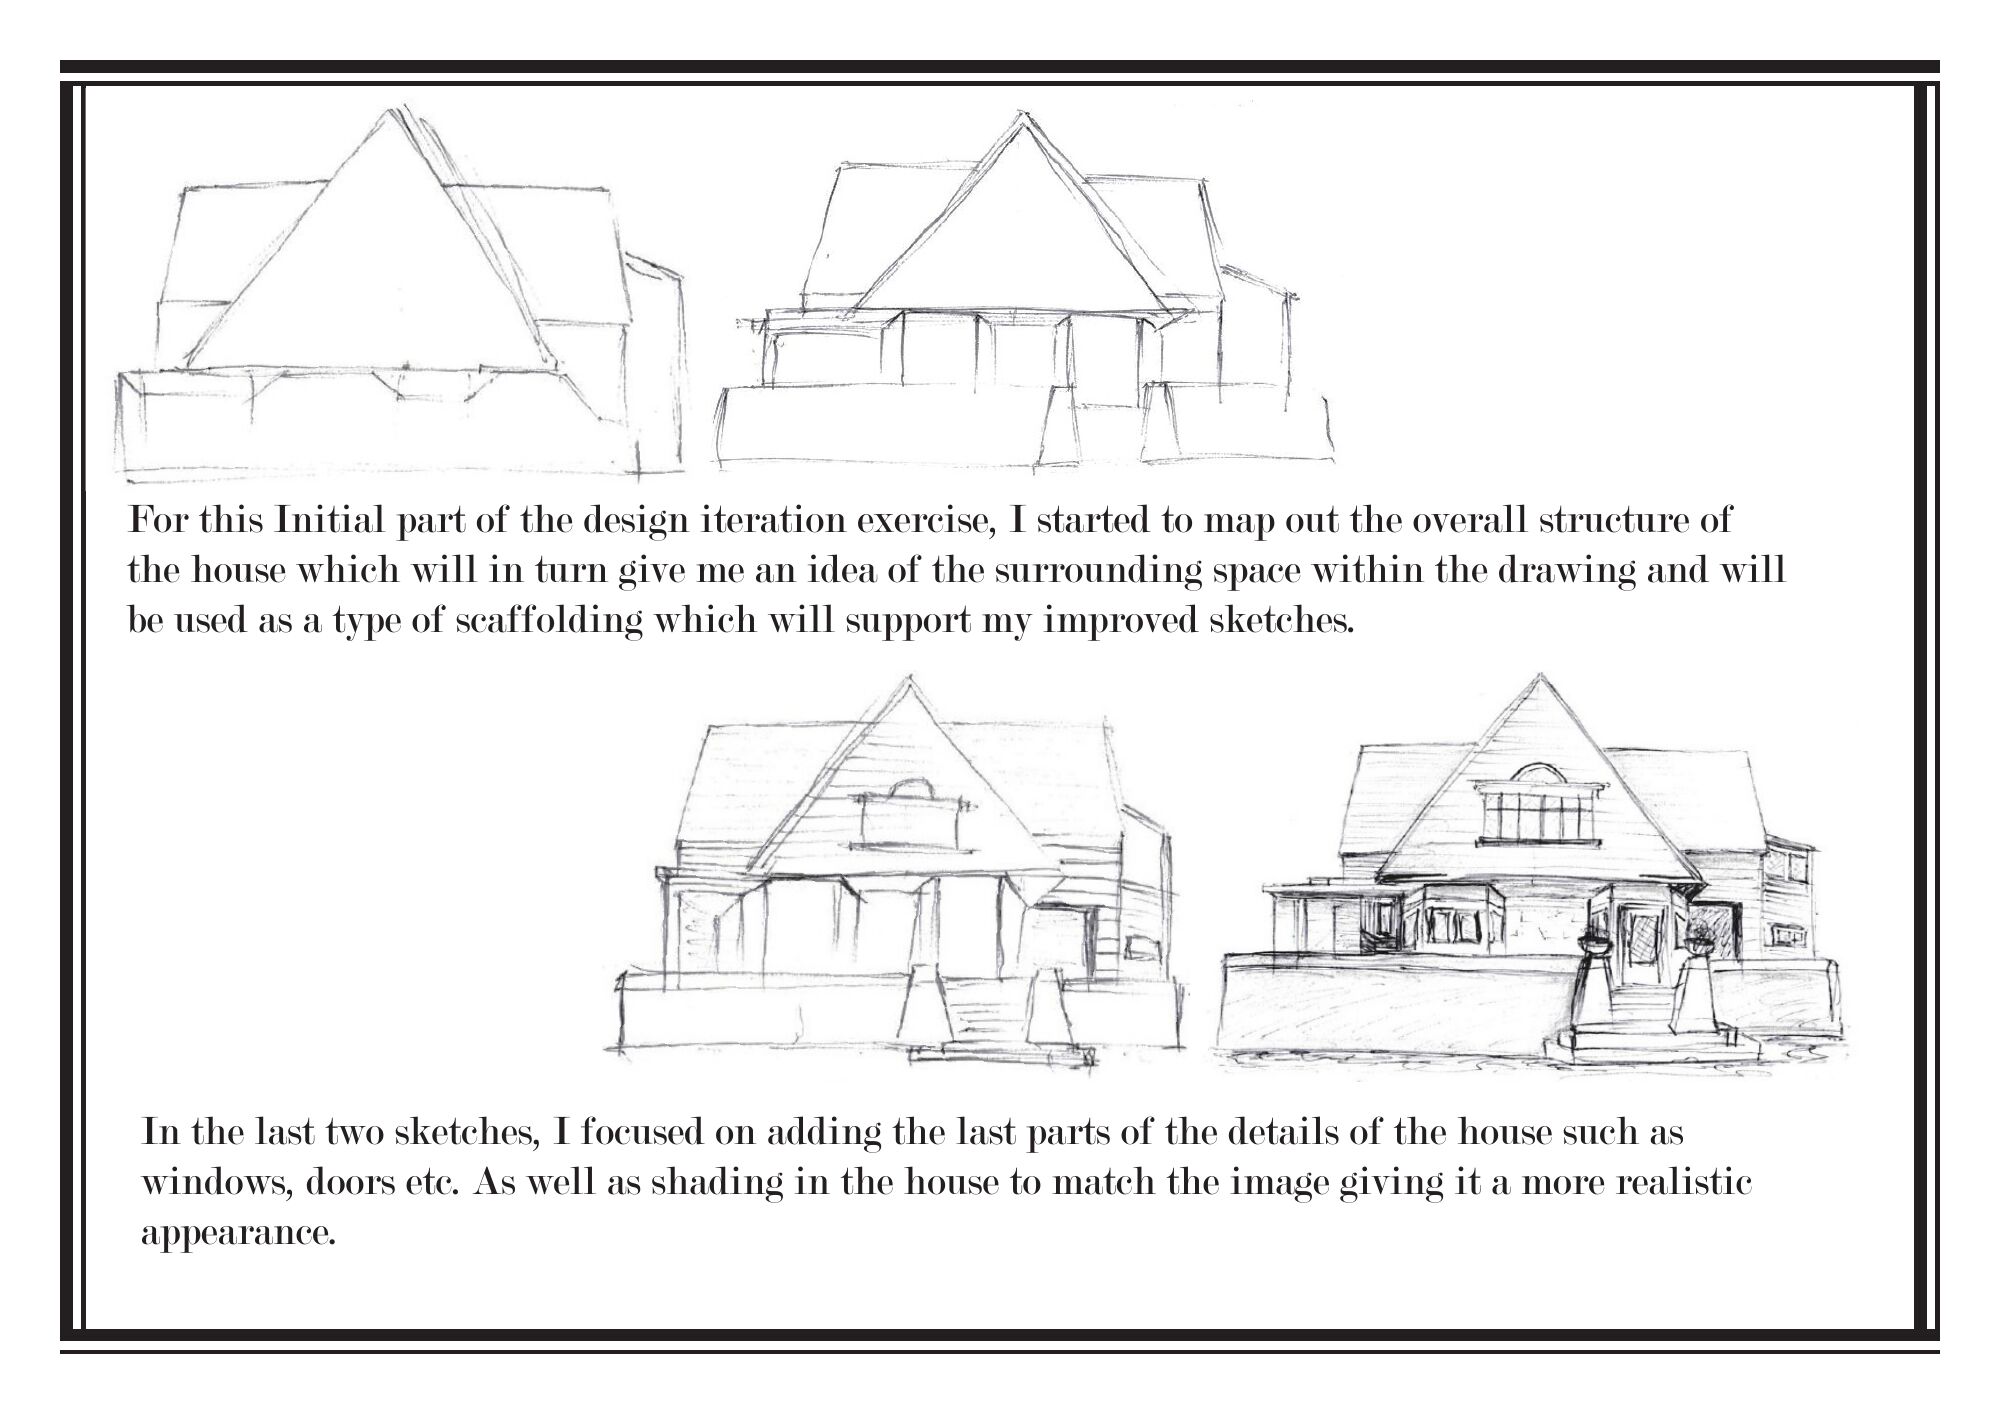 For this Initial part of the design iteration exercise, I started to map out the overall structure of
the house which will in turn give me an idea of the surrounding space within the drawing and will
be used as a type of scaffolding which will support my improved sketches.
In the last two sketches, I focused on adding the last parts of the details of the house such as
windows, doors etc. As well as shading in the house to match the image giving it a more realistic
appearance.